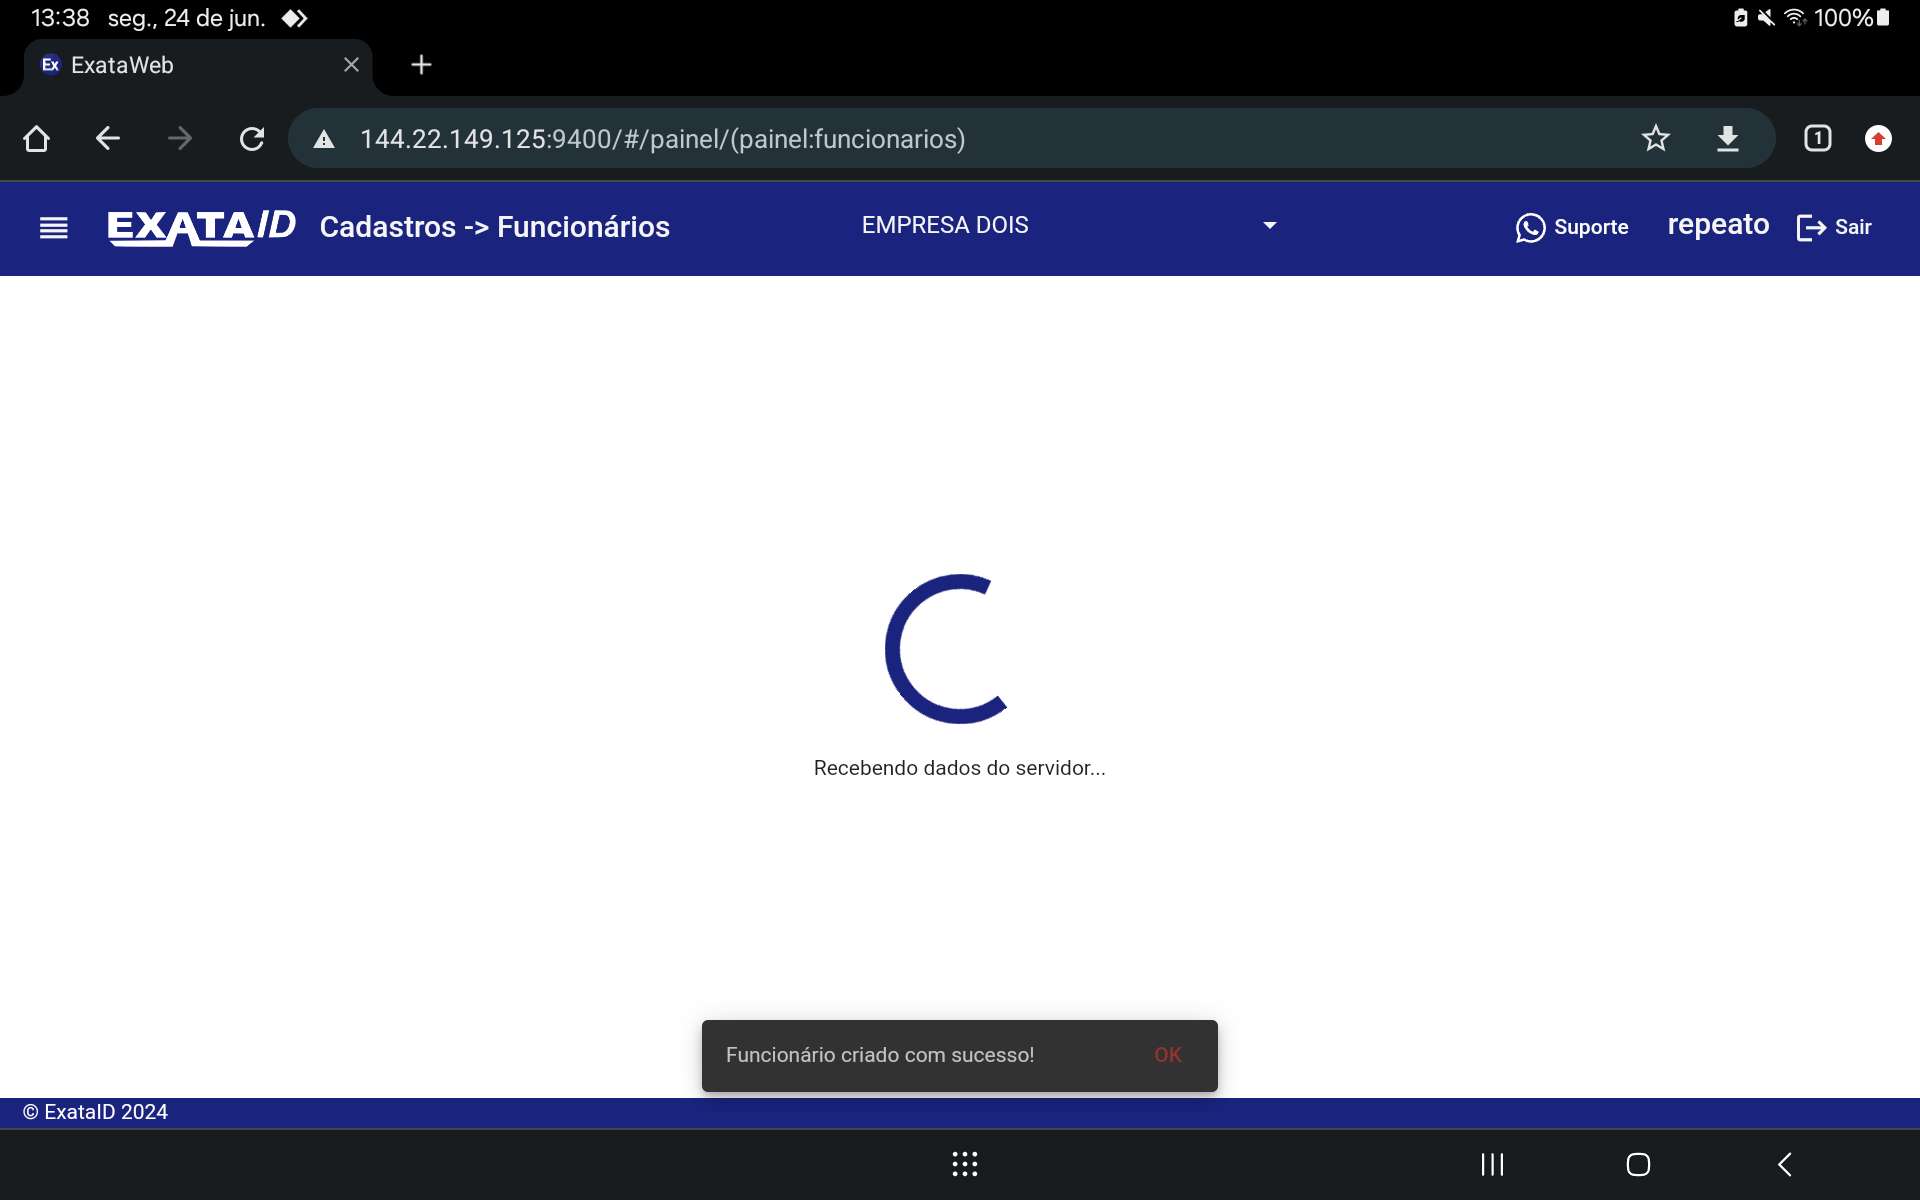 13:38 seg., 24 de jun. 100%
Ex ExataWeb
144.22.149.125:9400/#/painel/(painel:funcionarios) 1
EXATAID Cadastros -> Funcionários EMPRESA DOIS Suporte repeato Sair
Recebendo dados do servidor...
Funcionário criado com sucesso! OK
© ExataID 2024